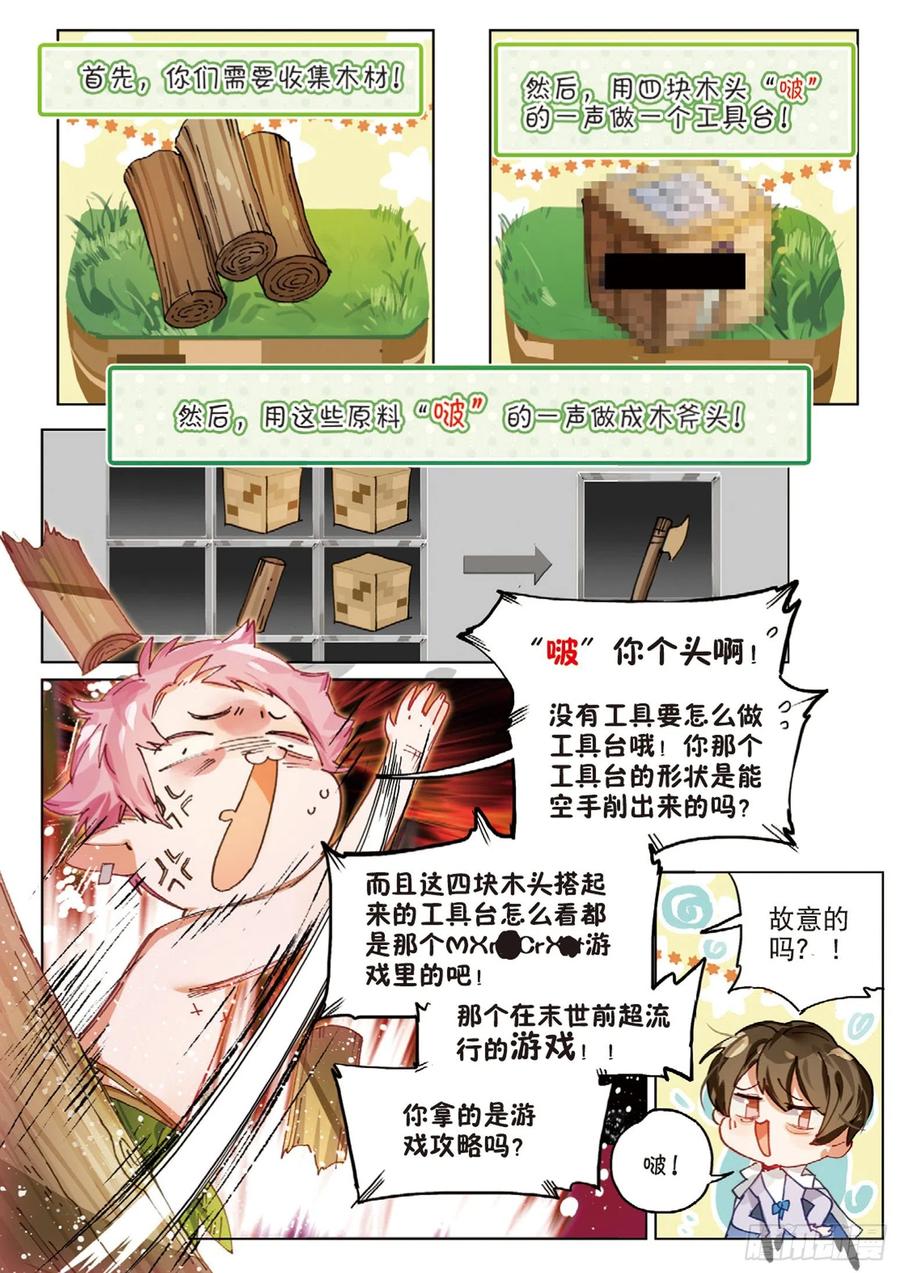 首先，你们需要收集木材！
然后，用四块木头“啵”
的一声做一个工具台！
然后，用这些原料“啵”的一声做成木斧头！
“啵”你个头啊！
没有工具要怎么做
工具台哦！你那个
工具台的形状是能
空手削出来的吗？
而且这四块木头搭起
来的工具台怎么看都
是那个
游
戏里的吧！
那个在末世前超流
行的游戏！！
你拿的是游
戏攻略吗？
故意的
吗？！
啵！